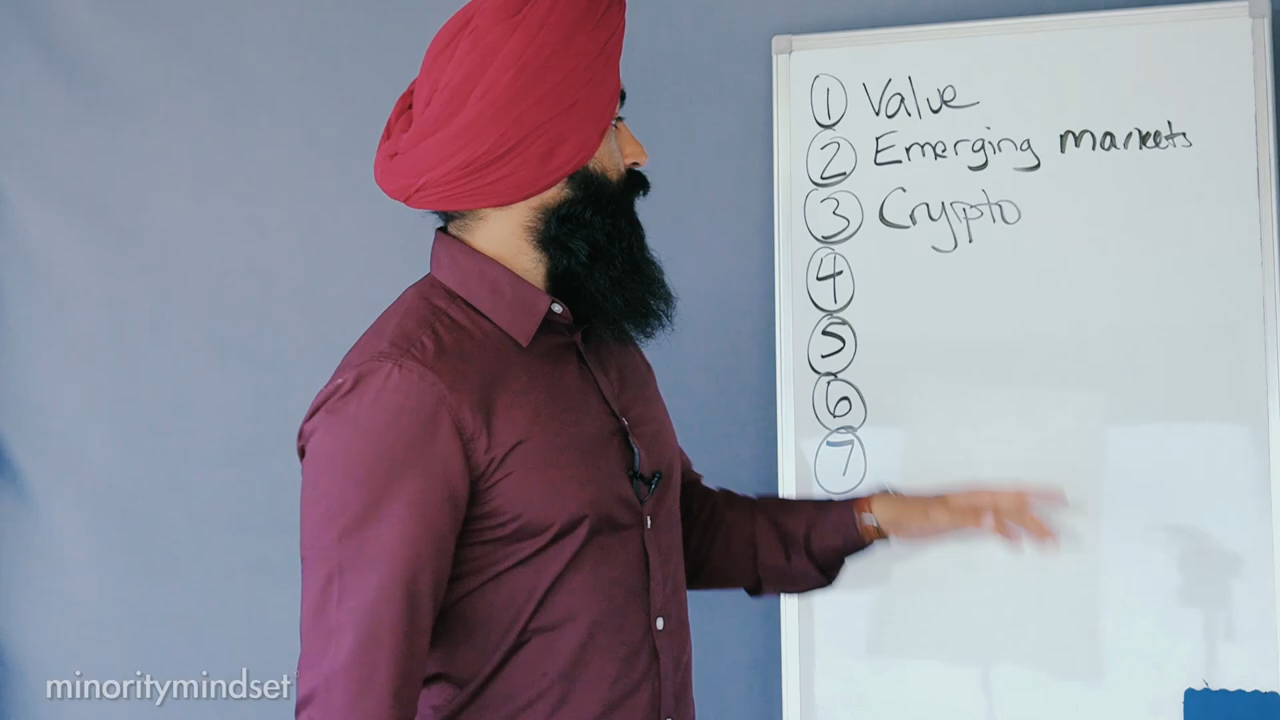 ① Value
② Emerging markets
③ Crypto
④
⑤
⑥
⑦
minoritymindset